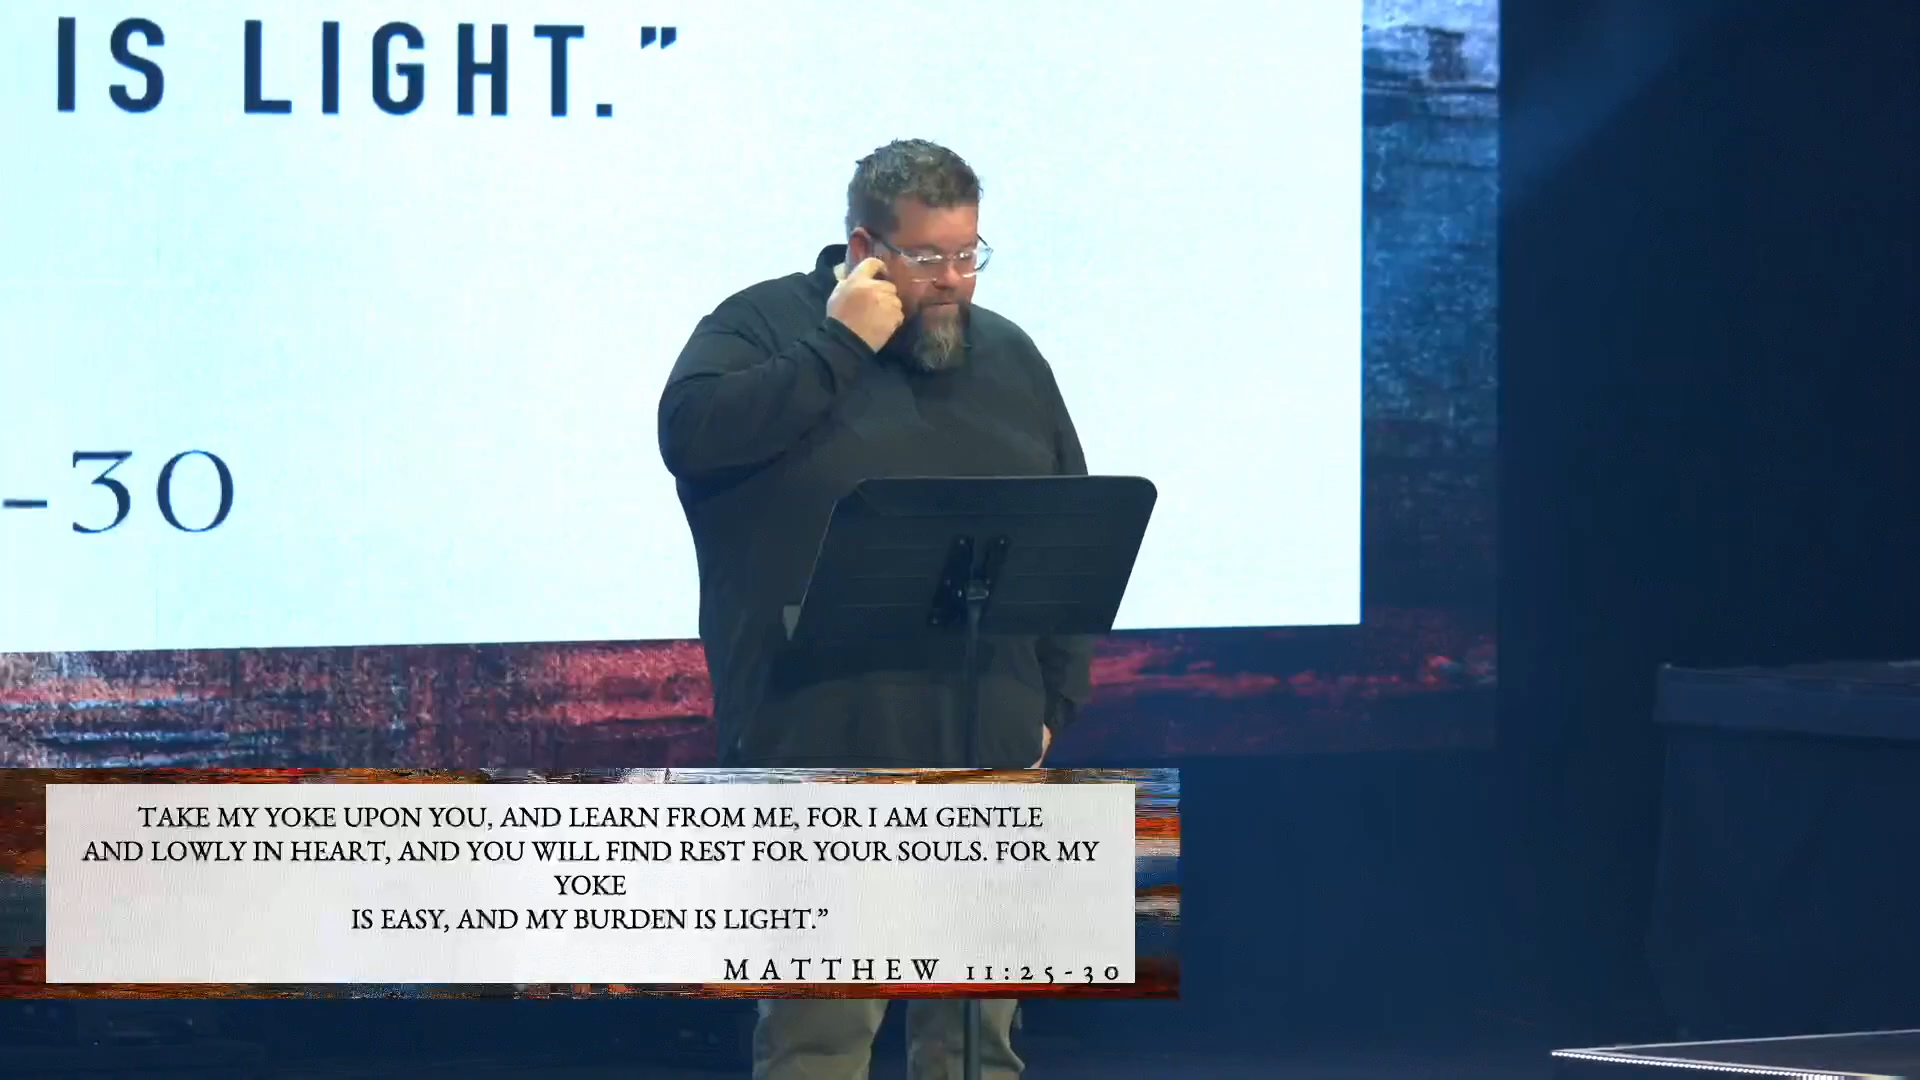 IS LIGHT.”
-30
TAKE MY YOKE UPON YOU, AND LEARN FROM ME, FOR I AM GENTLE
AND LOWLY IN HEART, AND YOU WILL FIND REST FOR YOUR SOULS. FOR MY
YOKE
IS EASY, AND MY BURDEN IS LIGHT.”
MATTHEW 11:25-30